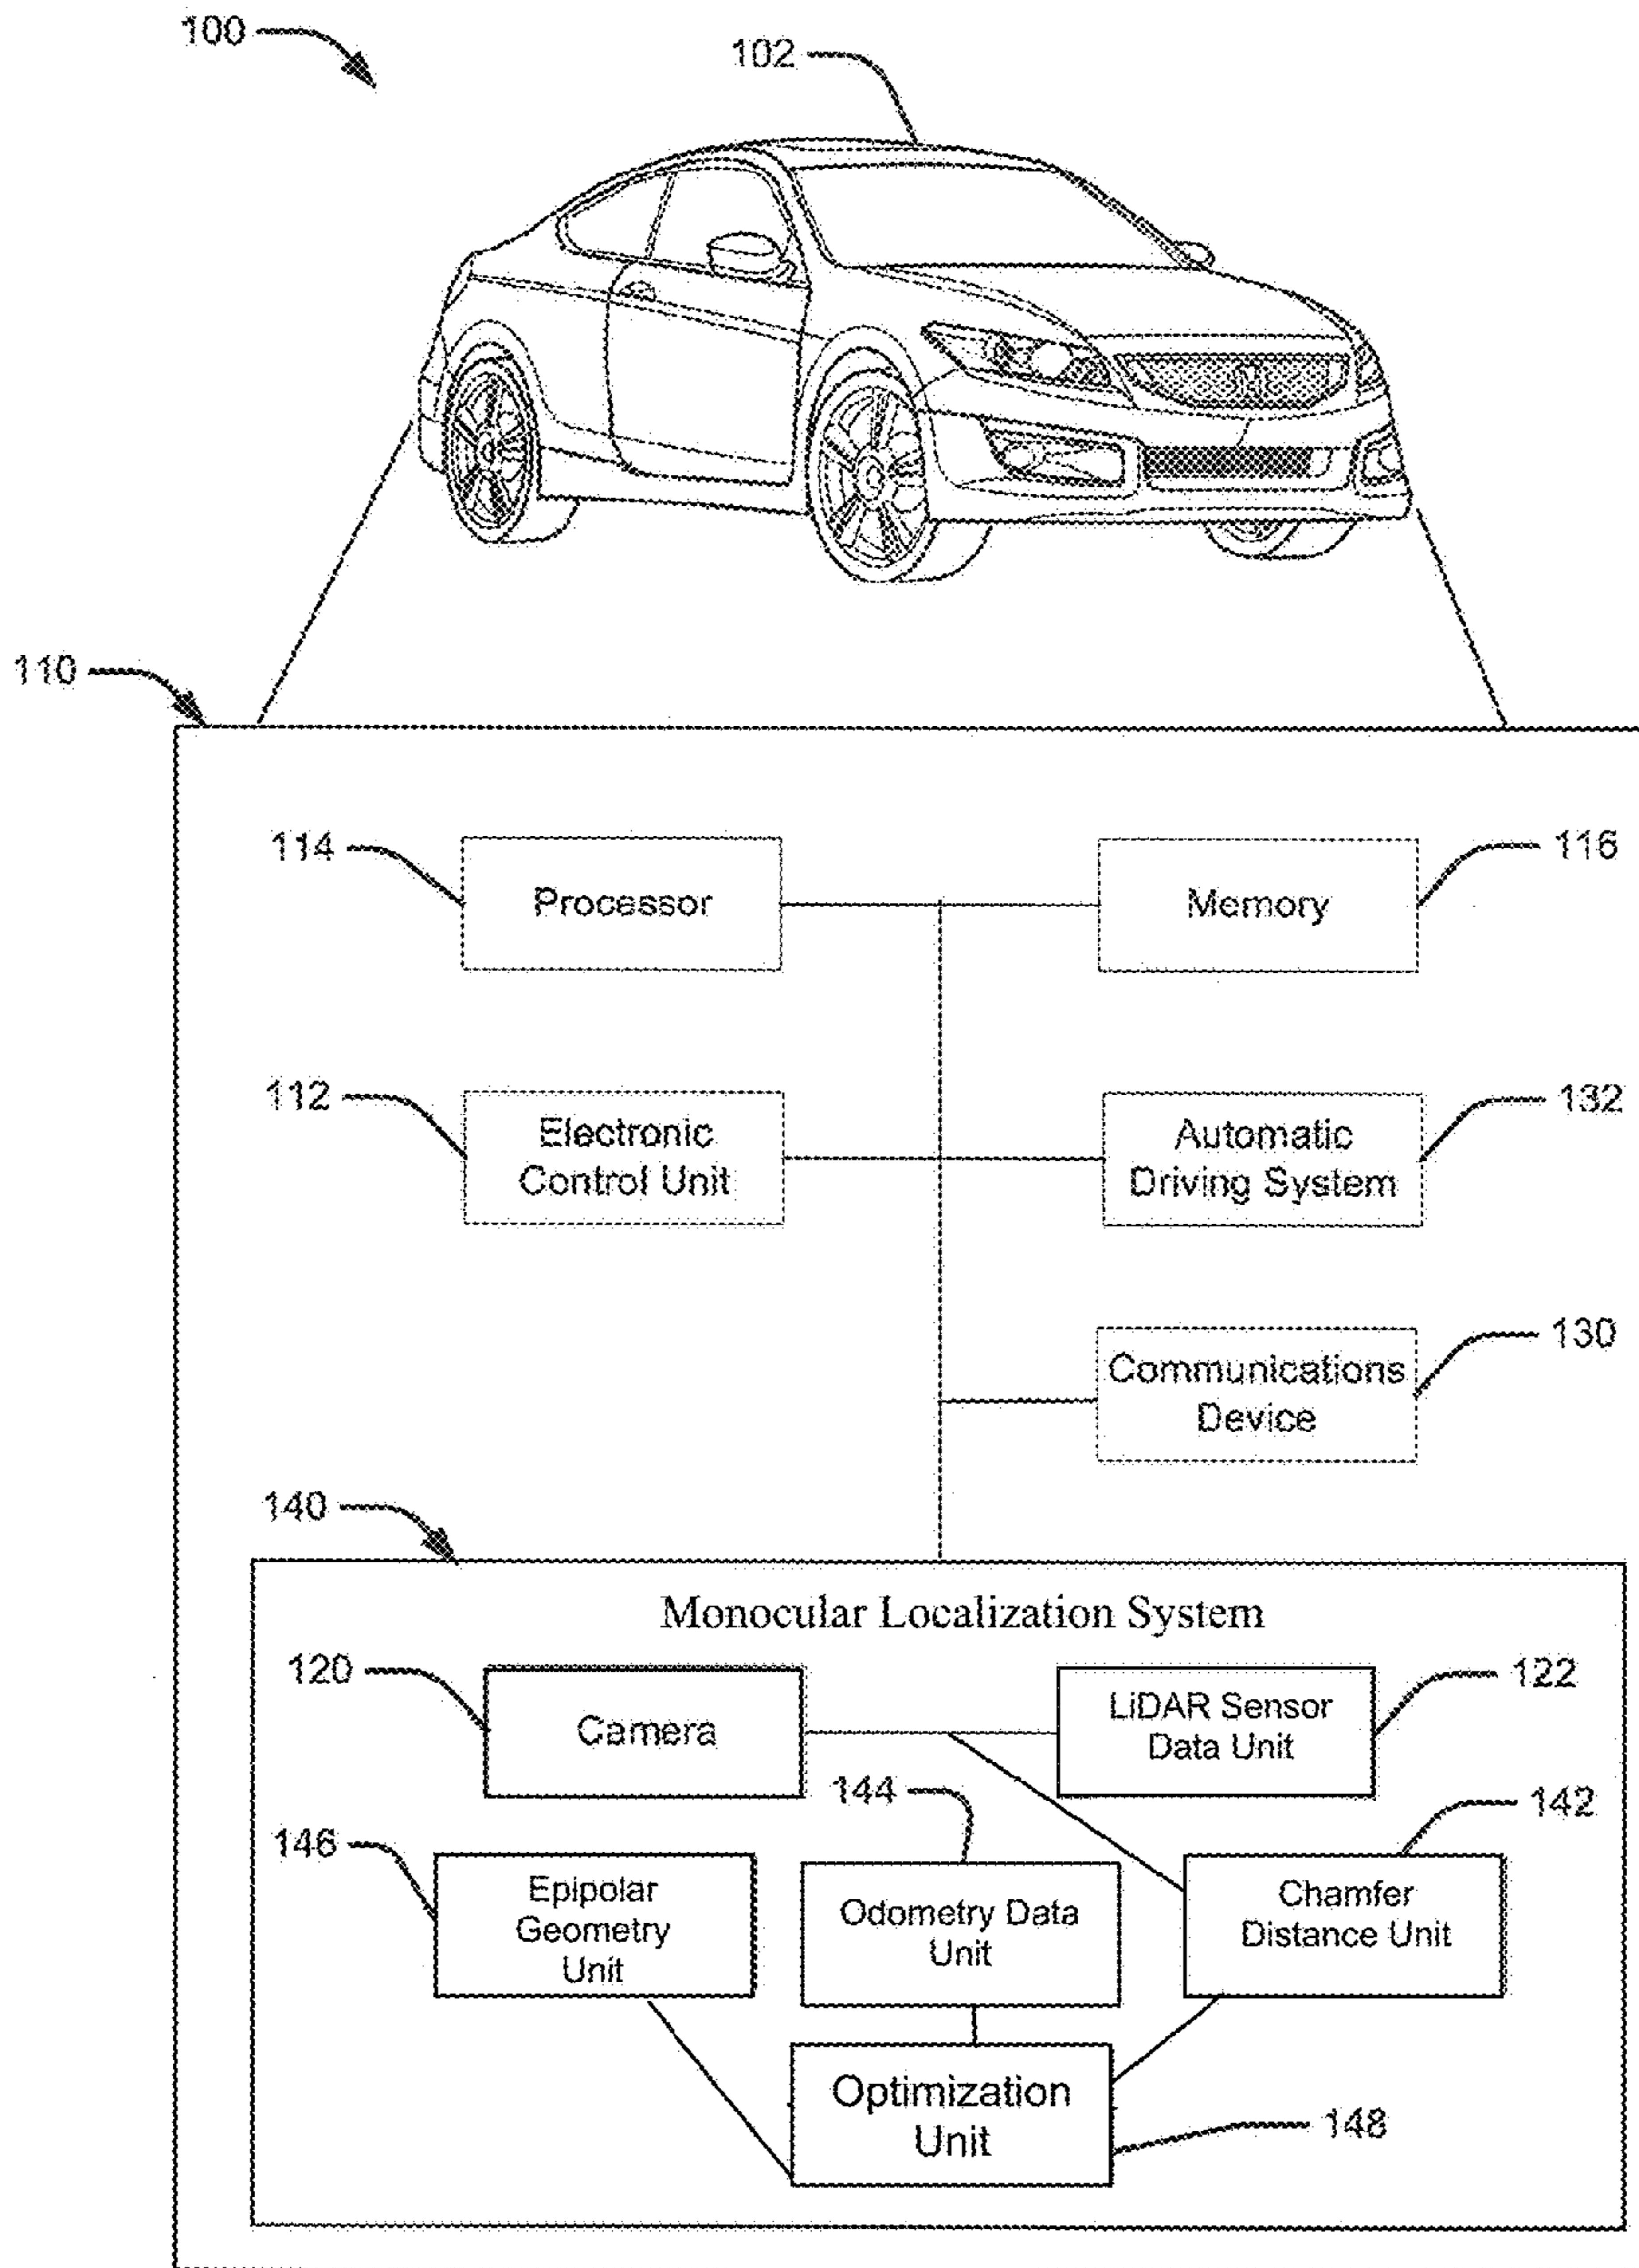 100
102
110
114
Processor
Memory
116
112
Electronic
Control Unit
Automatic
Driving System
132
Communications
Device
130
140
Monocular Localization System
120
Camera
LiDAR Sensor
Data Unit
122
144
142
146
Epipolar
Geometry
Unit
Odometry Data
Unit
Chamfer
Distance Unit
Optimization
Unit
148